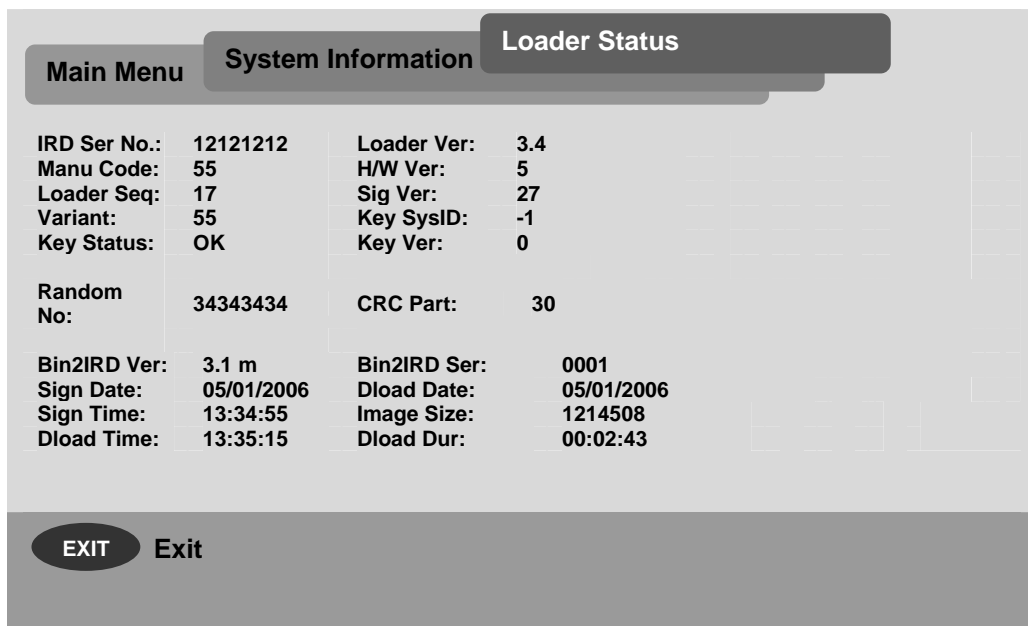 Main Menu System Information Loader Status
IRD Ser No.: 12121212 Loader Ver: 3.4
Manu Code: 55 H/W Ver: 5
Loader Seq: 17 Sig Ver: 27
Variant: 55 Key SysID: -1
Key Status: OK Key Ver: 0
Random
No: 34343434 CRC Part: 30
Bin2IRD Ver: 3.1 m Bin2IRD Ser: 0001
Sign Date: 05/01/2006 Dload Date: 05/01/2006
Sign Time: 13:34:55 Image Size: 1214508
Dload Time: 13:35:15 Dload Dur: 00:02:43
EXIT Exit